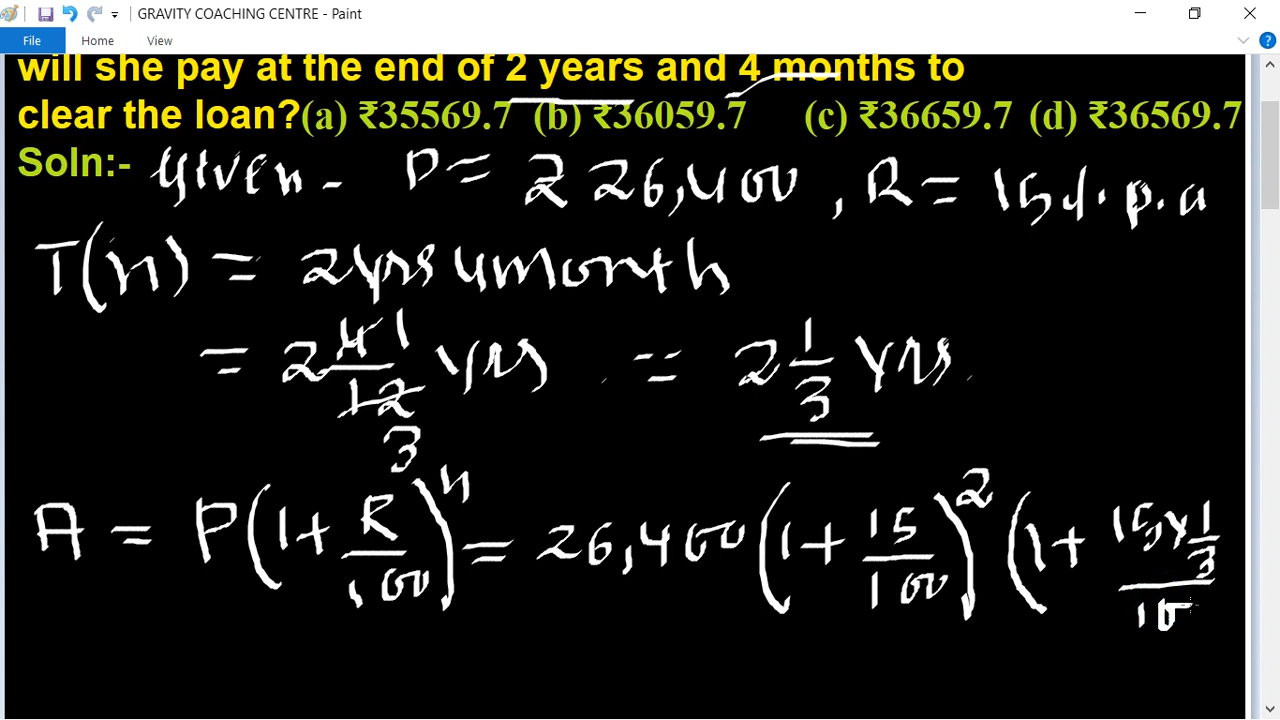 GRAVITY COACHING CENTRE - Paint
File Home View
will she pay at the end of 2 years and 4 months to
clear the loan?(a) ₹35569.7 (b) ₹36059.7 (c) ₹36659.7 (d) ₹36569.7
Soln:- Given - P = ₹ 26,400 , R = 15%. p.a
T(n) = 2yrs 4month
= 2 4/12 1/3 yrs = 2 1/3 yrs.
A = P(1+R/100)^n = 26,400(1+15/100)^2 (1+15×1/3/10